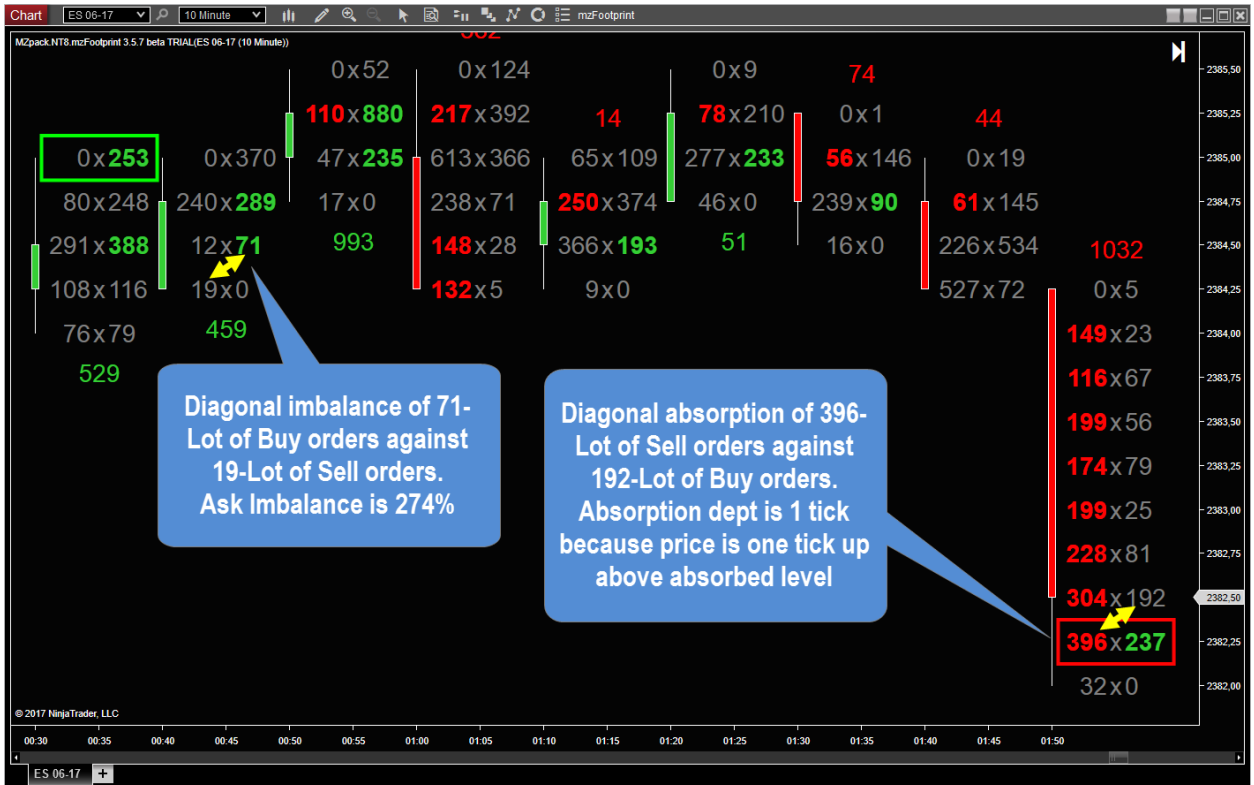 Chart ES 06-17 10 Minute mzFootprint
MZpack.NT8.mzFootprint 3.5.7 beta TRIAL(ES 06-17 (10 Minute))
0x52 0x124 0x9 74 2385,50
110x880 217x392 14 78x210 0x1 44 2385,25
0x253 0x370 47x235 613x366 65x109 277x233 56x146 0x19 2385,00
80x248 240x289 17x0 238x71 250x374 46x0 239x90 61x145 2384,75
291x388 12x71 993 148x28 366x193 51 16x0 226x534 1032 2384,50
108x116 19x0 132x5 9x0 527x72 0x5 2384,25
76x79 459 149x23 2384,00
529 116x67 2383,75
199x56 2383,50
174x79 2383,25
199x25 2383,00
228x81 2382,75
304x192 2382,50
396x237 2382,25
32x0 2382,00
Diagonal imbalance of 71-
Lot of Buy orders against
19-Lot of Sell orders.
Ask Imbalance is 274%
Diagonal absorption of 396-
Lot of Sell orders against
192-Lot of Buy orders.
Absorption dept is 1 tick
because price is one tick up
above absorbed level
© 2017 NinjaTrader, LLC
00:30 00:35 00:40 00:45 00:50 00:55 01:00 01:05 01:10 01:15 01:20 01:25 01:30 01:35 01:40 01:45 01:50
ES 06-17 +